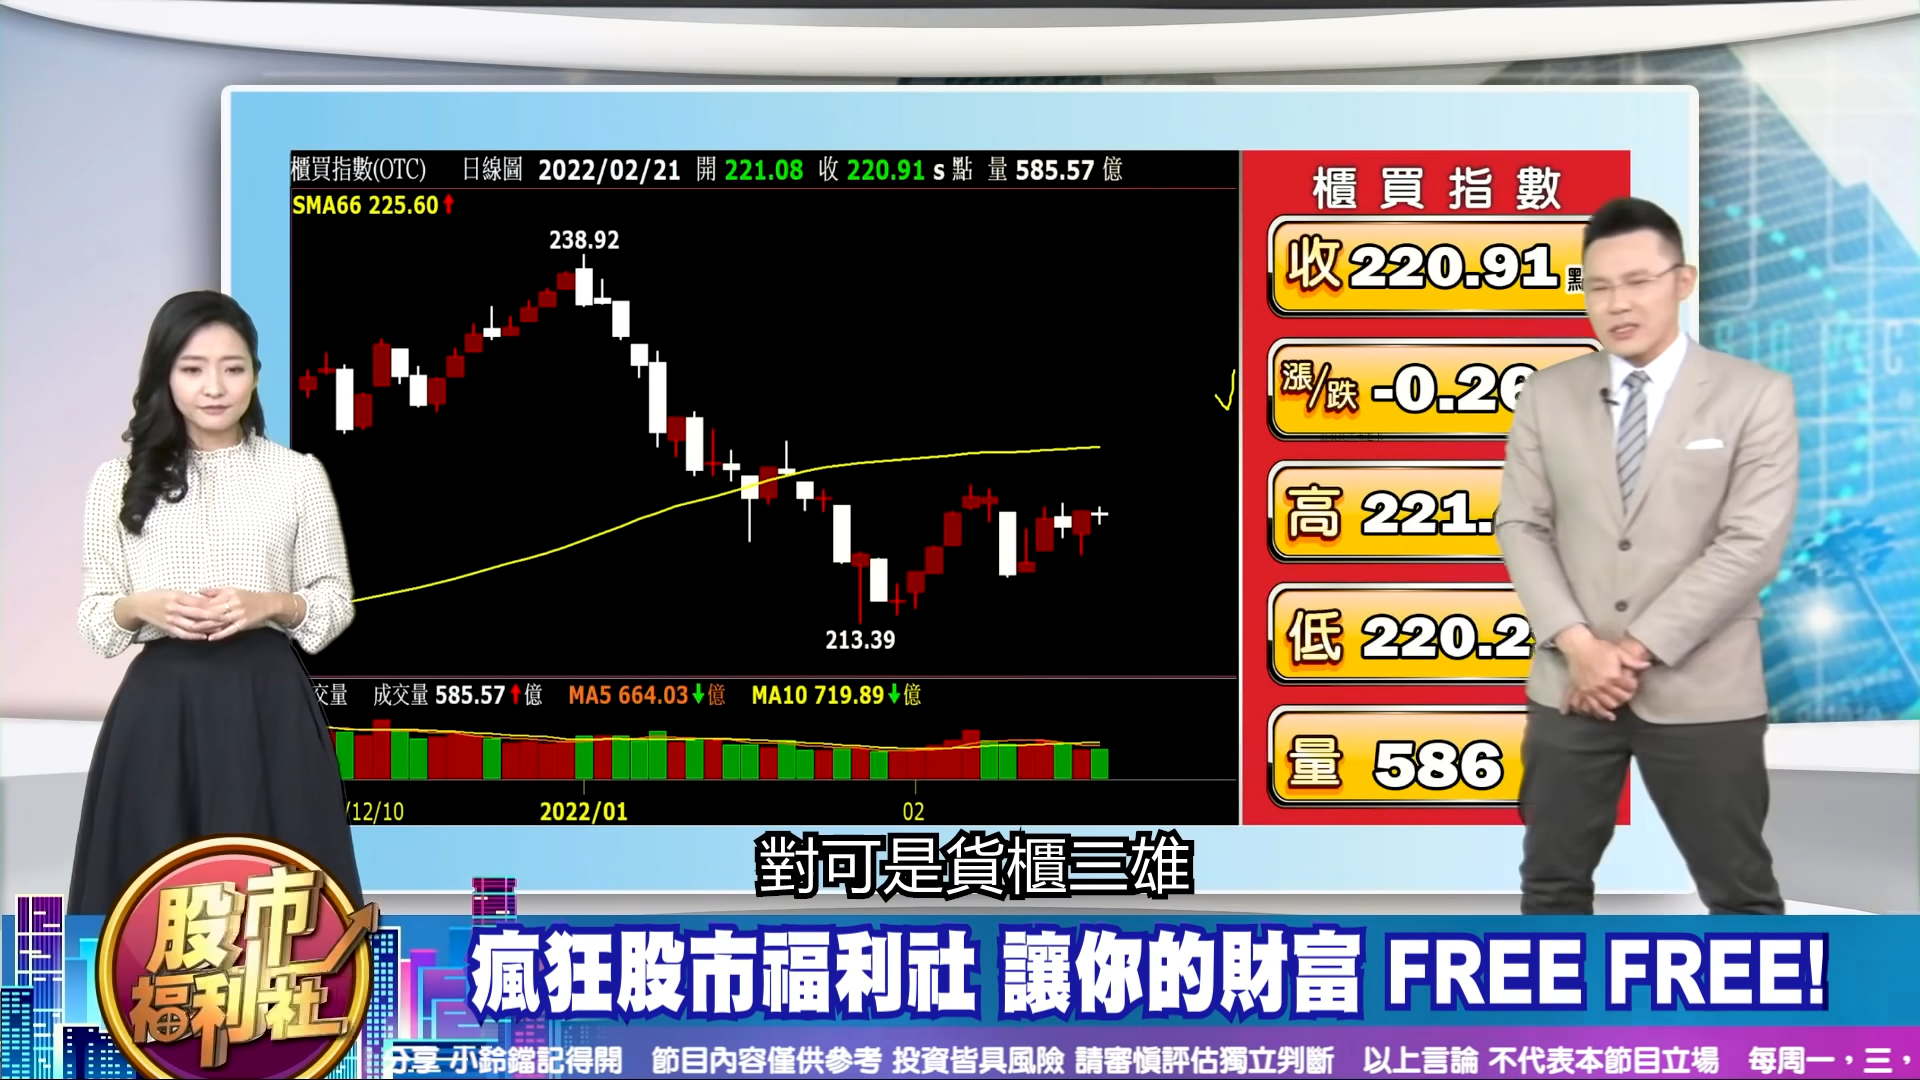 櫃買指數(OTC) 日線圖 2022/02/21 開 221.08 收 220.91 s 點 量 585.57 億
SMA66 225.60
238.92
213.39
交量 成交量 585.57 億 MA5 664.03 億 MA10 719.89 億
/12/10 2022/01 02
櫃買指數
收 220.91
漲/跌 -0.26
高 221.
低 220.2
量 586
對可是貨櫃三雄
股市福利社
瘋狂股市福利社 讓你的財富 FREE FREE!
分享 小鈴鐺記得開 節目內容僅供參考 投資皆具風險 請審慎評估獨立判斷 以上言論 不代表本節目立場 每周一，三，